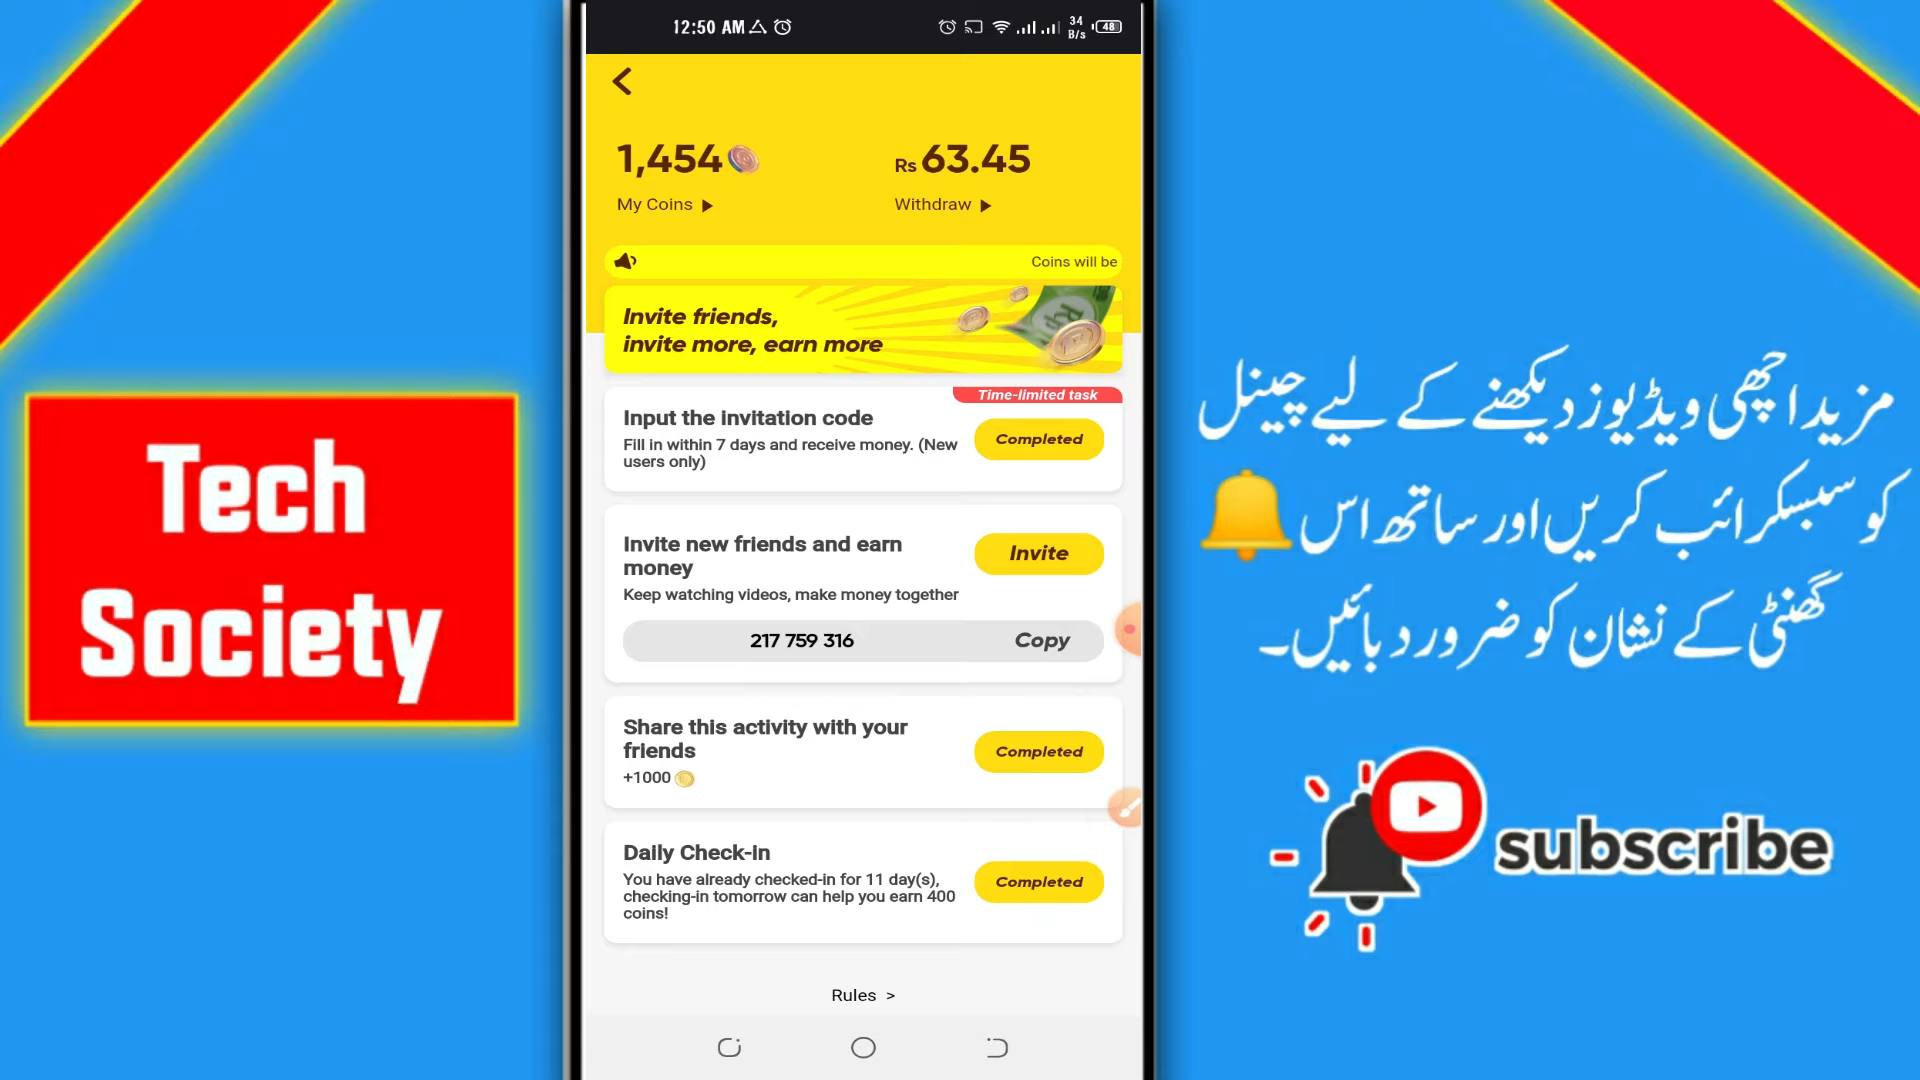 12:50 AM
34
B/s
48
1,454
Rs 63.45
My Coins
Withdraw
Coins will be
Invite friends,
invite more, earn more
Rp
Time-limited task
Input the invitation code
Fill in within 7 days and receive money. (New
users only)
Completed
Invite new friends and earn
money
Keep watching videos, make money together
Invite
217 759 316
Copy
Share this activity with your
friends
+1000
Completed
Daily Check-in
You have already checked-in for 11 day(s),
checking-in tomorrow can help you earn 400
coins!
Completed
Rules >
Tech
Society
مزید اچھی ویڈیوز دیکھنے کے لیے چینل
کو سبسکرائب کریں اور ساتھ اس
گھنٹی کے نشان کو ضرور دبائیں۔
subscribe